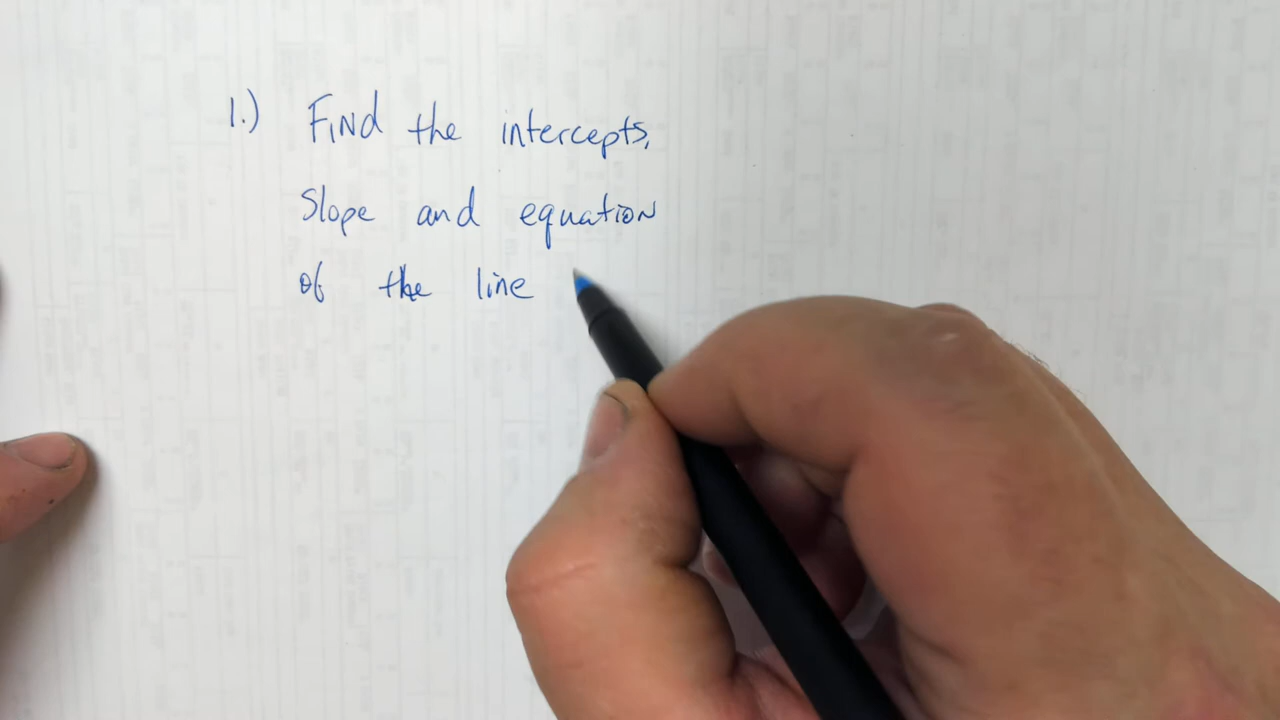 1.) Find the intercepts,
Slope and equation
of the line